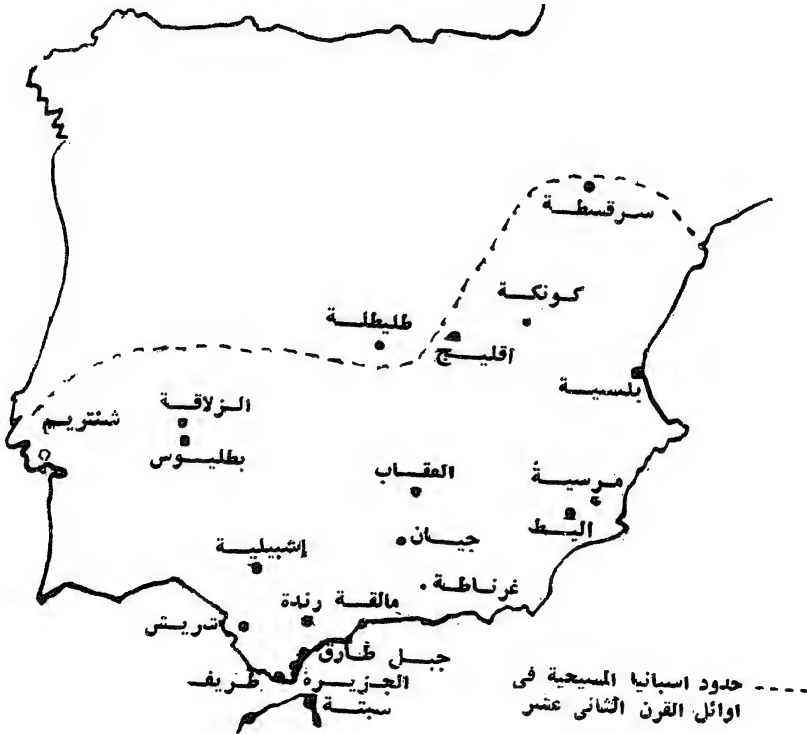 سرقسطة
كونكة
طليطلة
اقليج
بلنسية
الزلاقة
شنتريم
بطليوس
العقاب
مرسية
اليط
جيان
إشبيلية
غرناطة
مالقة رندة
جبل طارق
الجزيرة طريف
سبتة
حدود اسبانيا المسيحية فى
اوائل القرن الثانى عشر